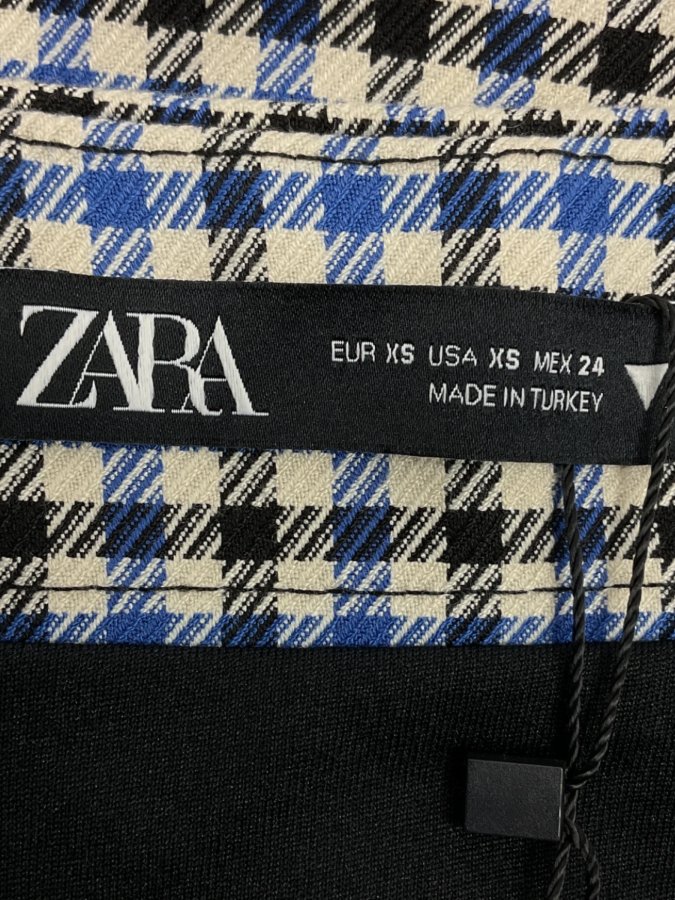 ZARA
EUR XS USA XS MEX 24
MADE IN TURKEY